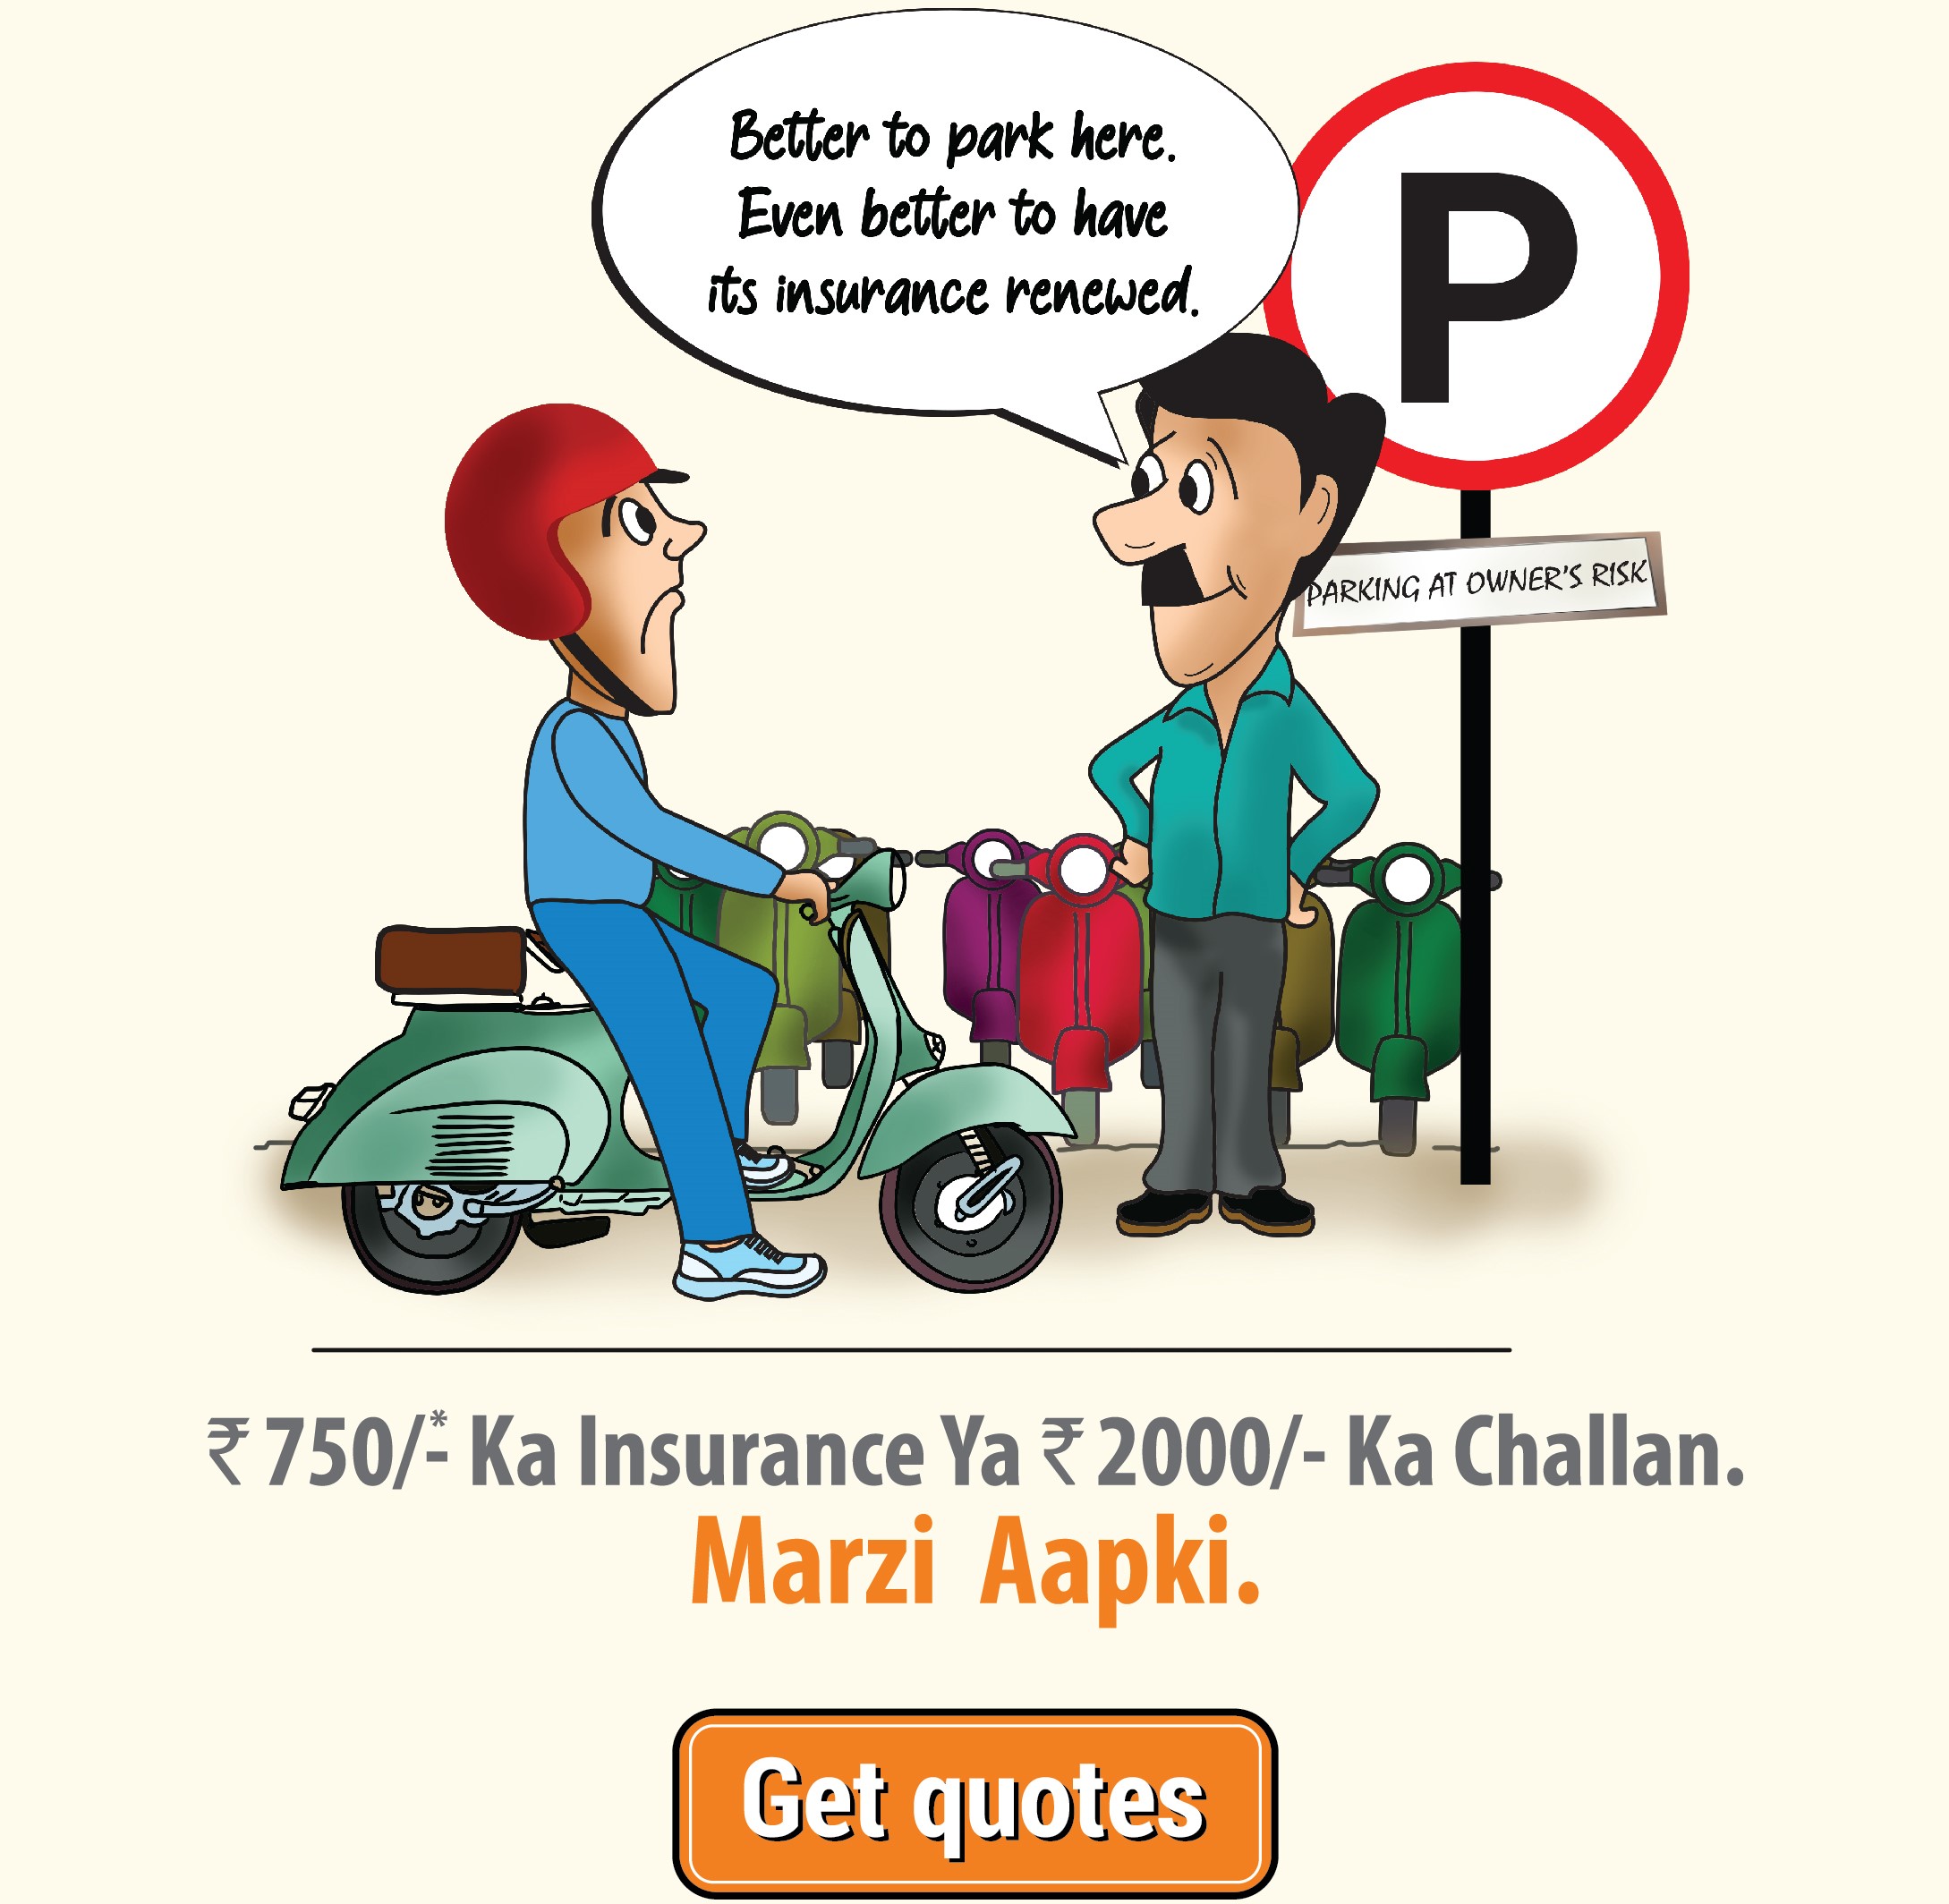 Better to park here.
Even better to have
its insurance renewed.
P
PARKING AT OWNER'S RISK
₹ 750/-* Ka Insurance Ya ₹ 2000/- Ka Challan.
Marzi Aapki.
Get quotes